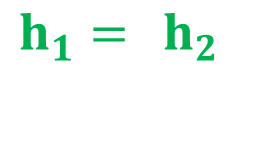 h₁ = h₂